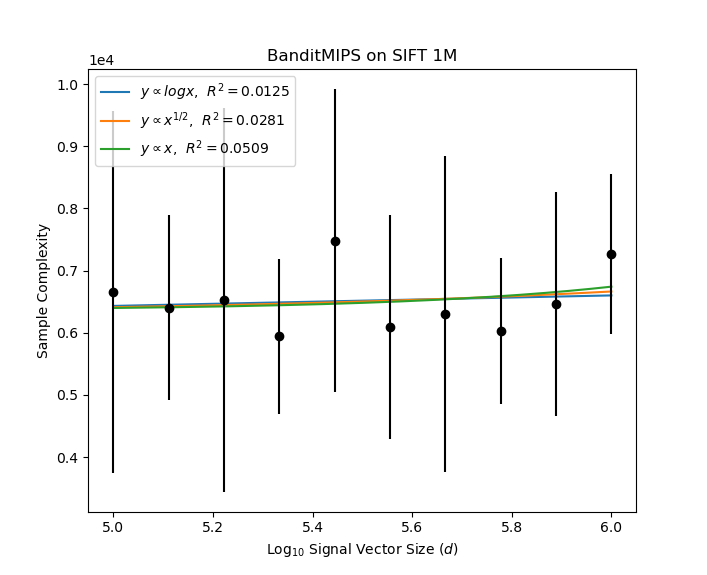 BanditMIPS on SIFT 1M
1e4
y ∝ logx, R² = 0.0125
y ∝ x^{1/2}, R² = 0.0281
y ∝ x, R² = 0.0509
1.0
0.9
0.8
0.7
0.6
0.5
0.4
Sample Complexity
5.0 5.2 5.4 5.6 5.8 6.0
Log₁₀ Signal Vector Size (d)